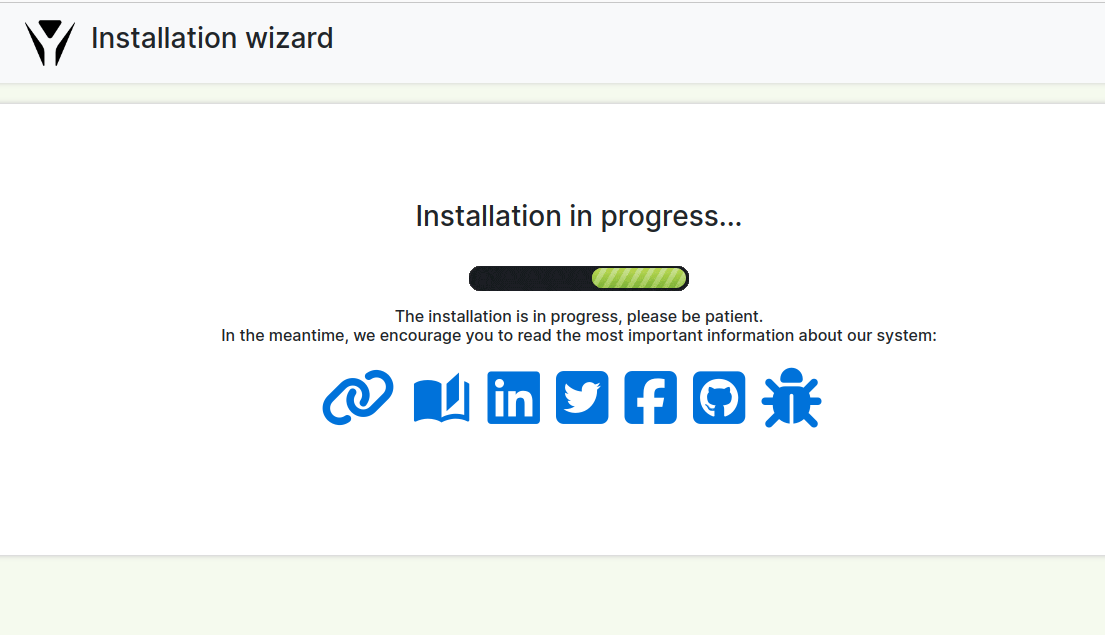 Installation wizard
Installation in progress...
The installation is in progress, please be patient.
In the meantime, we encourage you to read the most important information about our system: